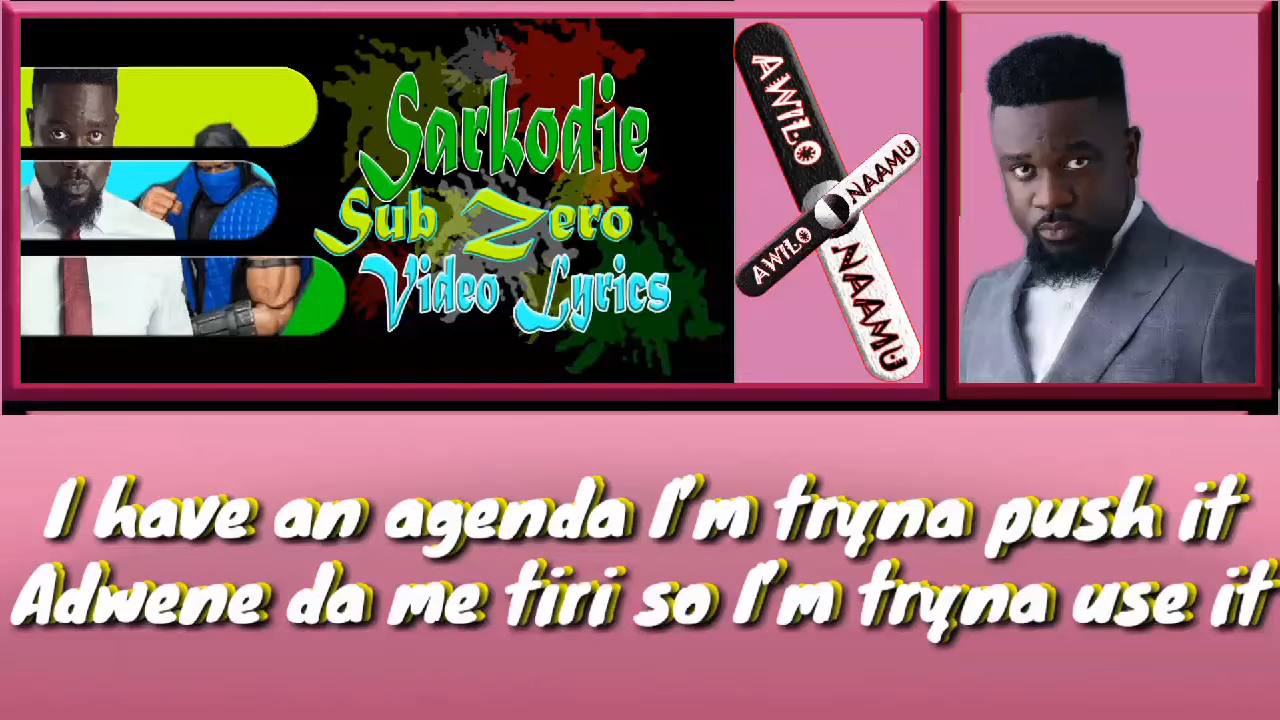 Sarkodie
Sub Zero
Video Lyrics
AWILO
NAAMU
AWILO
NAAMU
I have an agenda I'm tryna push it
Adwene da me tiri so I'm tryna use it